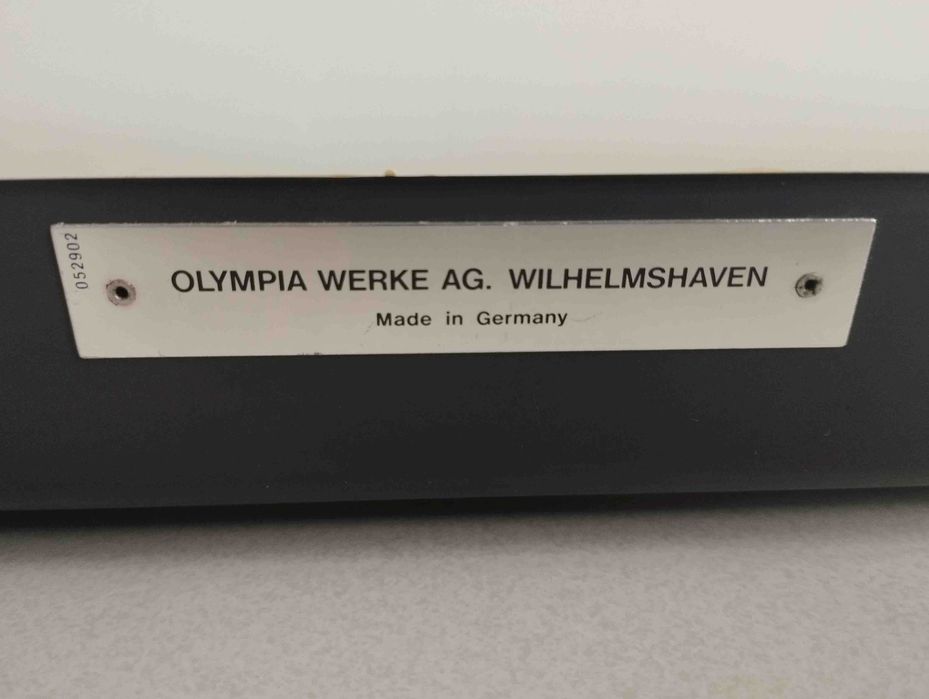 052902
OLYMPIA WERKE AG. WILHELMSHAVEN
Made in Germany